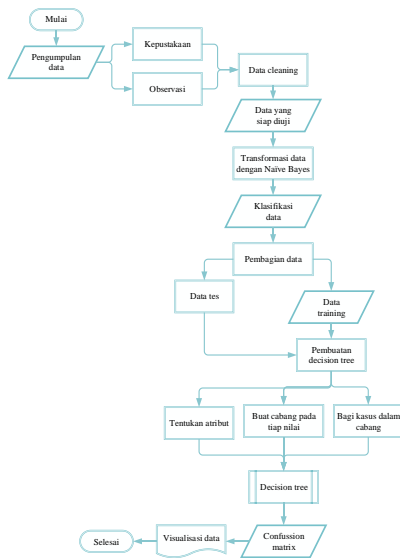 Mulai
Pengumpulan
data
Kepustakaan
Observasi
Data cleaning
Data yang
siap diuji
Transformasi data
dengan Naïve Bayes
Klasifikasi
data
Pembagian data
Data tes
Data
training
Pembuatan
decision tree
Tentukan atribut
Buat cabang pada
tiap nilai
Bagi kasus dalam
cabang
Decision tree
Confussion
matrix
Visualisasi data
Selesai